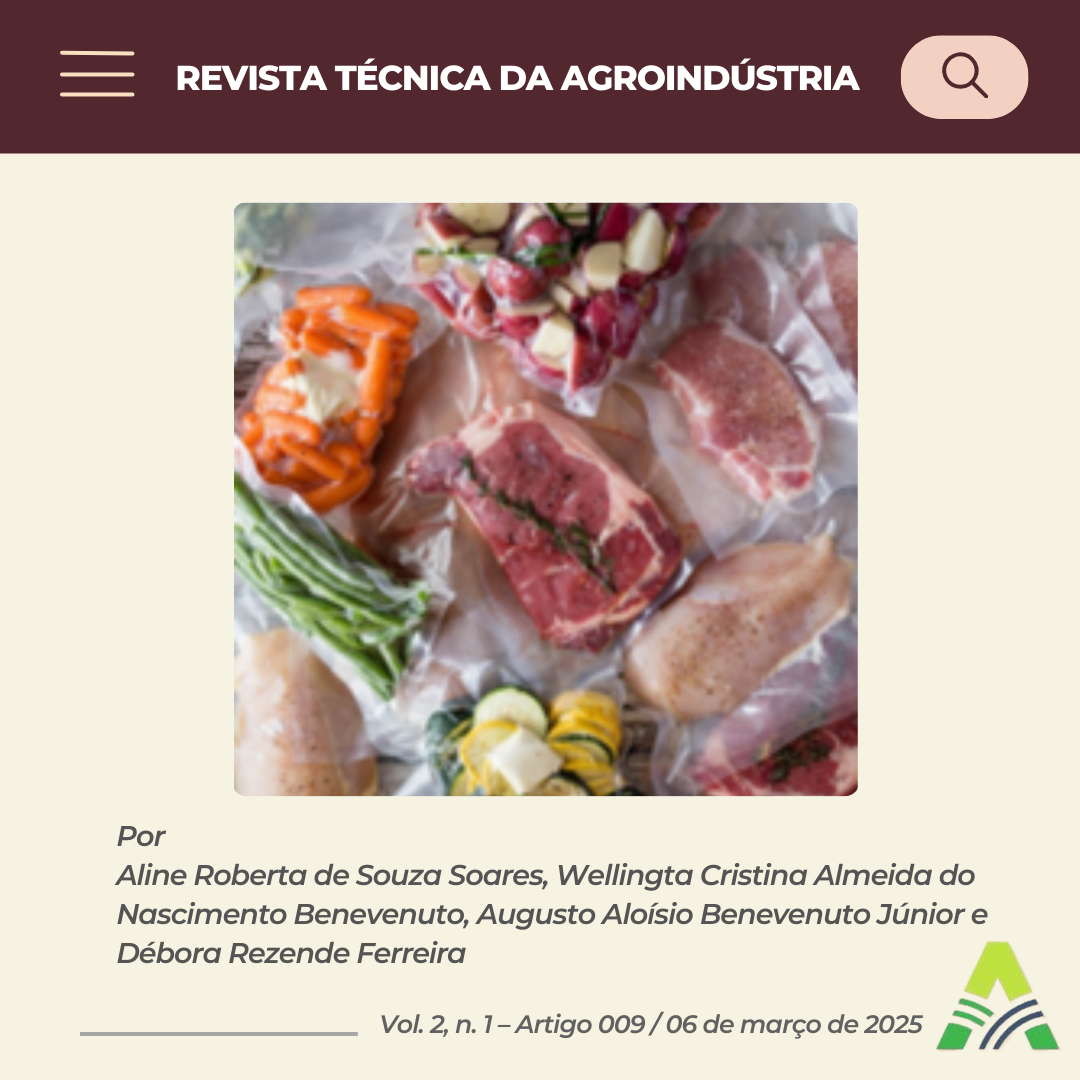 REVISTA TÉCNICA DA AGROINDÚSTRIA
Por
Aline Roberta de Souza Soares, Wellingta Cristina Almeida do
Nascimento Benevenuto, Augusto Aloísio Benevenuto Júnior e
Débora Rezende Ferreira
Vol. 2, n. 1 – Artigo 009 / 06 de março de 2025